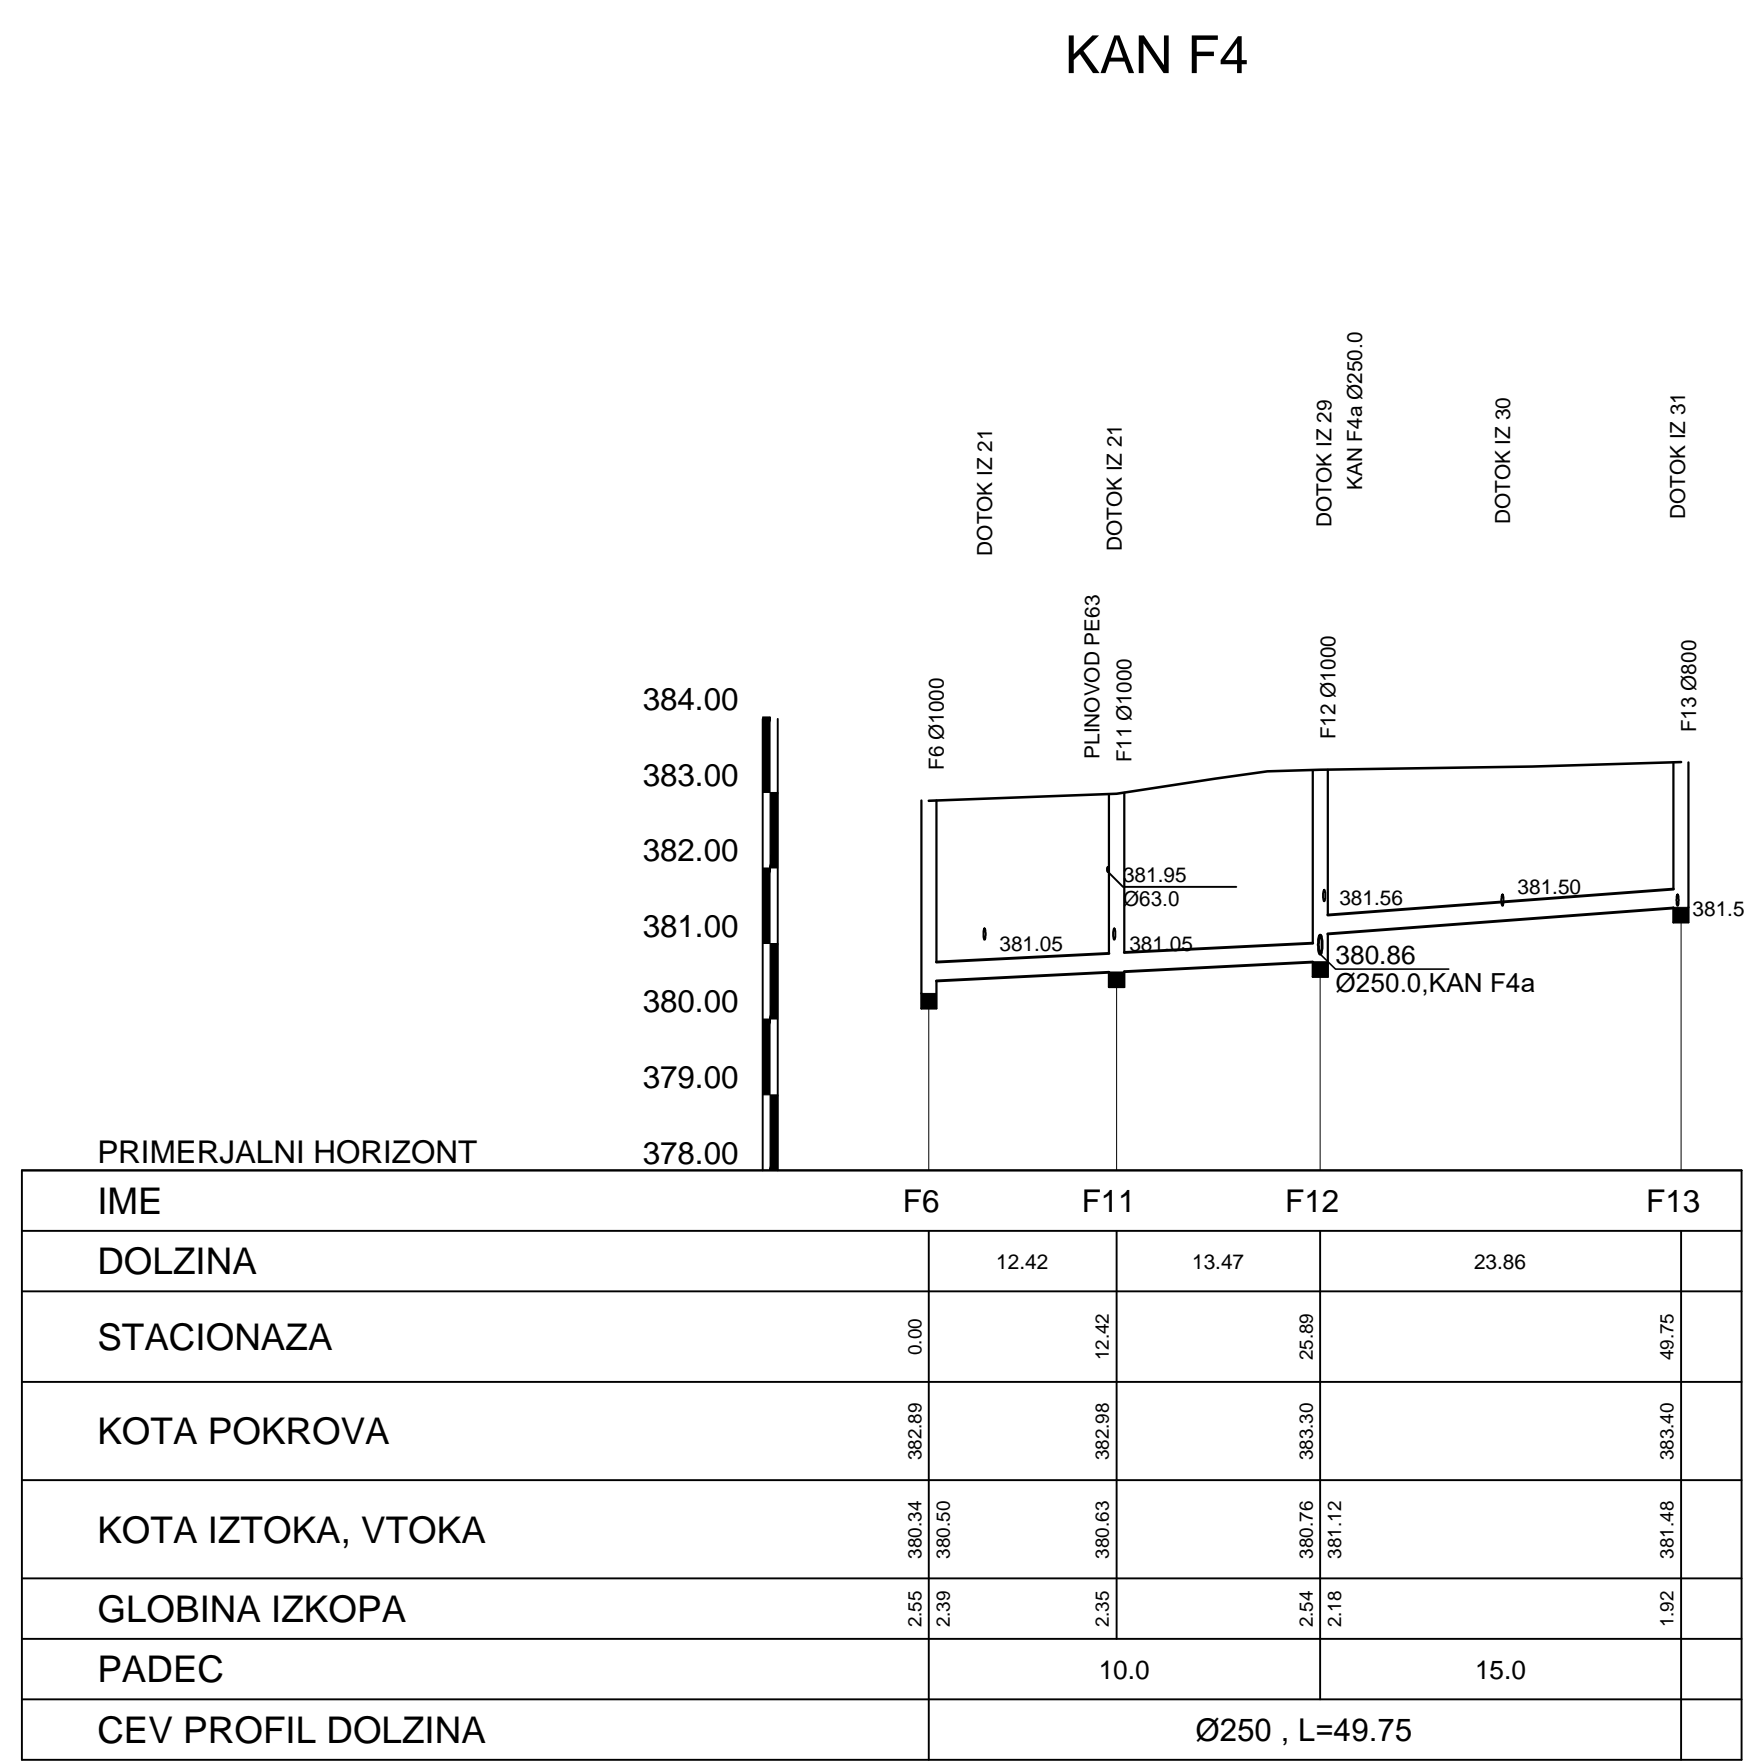 KAN F4
DOTOK IZ 21
DOTOK IZ 21
DOTOK IZ 29
KAN F4a Ø250.0
DOTOK IZ 30
DOTOK IZ 31
F6 Ø1000
PLINOVOD PE63
F11 Ø1000
F12 Ø1000
F13 Ø800
384.00
383.00
382.00
381.00
380.00
379.00
378.00
381.95
Ø63.0
381.05
381.05
381.56
381.50
381.5
380.86
Ø250.0,KAN F4a
PRIMERJALNI HORIZONT
IME F6 F11 F12 F13
DOLZINA 12.42 13.47 23.86
STACIONAZA 0.00 12.42 25.89 49.75
KOTA POKROVA 382.89 382.98 383.30 383.40
KOTA IZTOKA, VTOKA 380.34 380.50 380.63 380.76 381.12 381.48
GLOBINA IZKOPA 2.55 2.39 2.35 2.54 2.18 1.92
PADEC 10.0 15.0
CEV PROFIL DOLZINA Ø250 , L=49.75